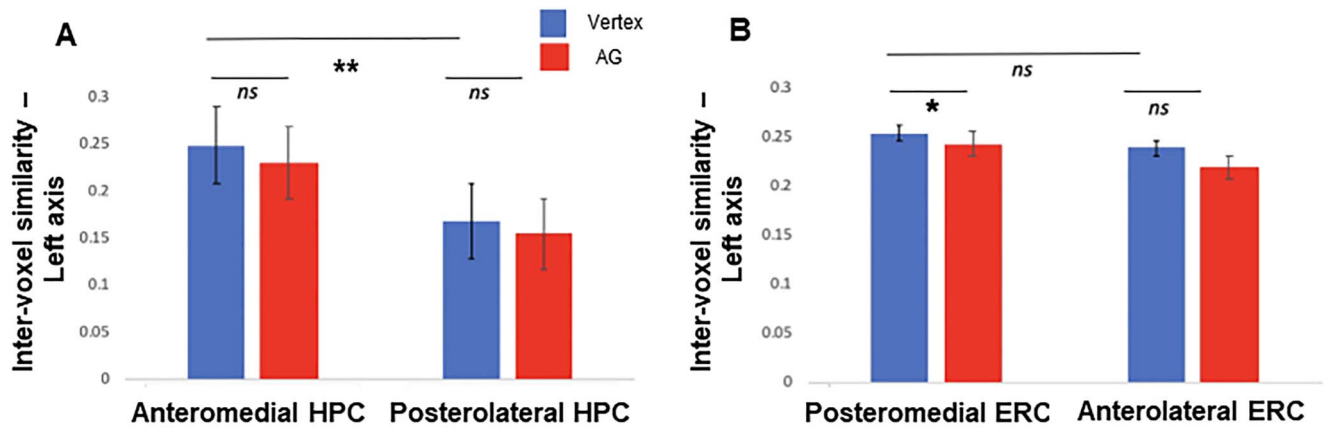 A
Vertex
AG
**
ns
ns
Inter-voxel similarity –
Left axis
0.3
0.25
0.2
0.15
0.1
0.05
0
Anteromedial HPC
Posterolateral HPC
B
ns
*
ns
Inter-voxel similarity –
Left axis
0.3
0.25
0.2
0.15
0.1
0.05
0
Posteromedial ERC
Anterolateral ERC